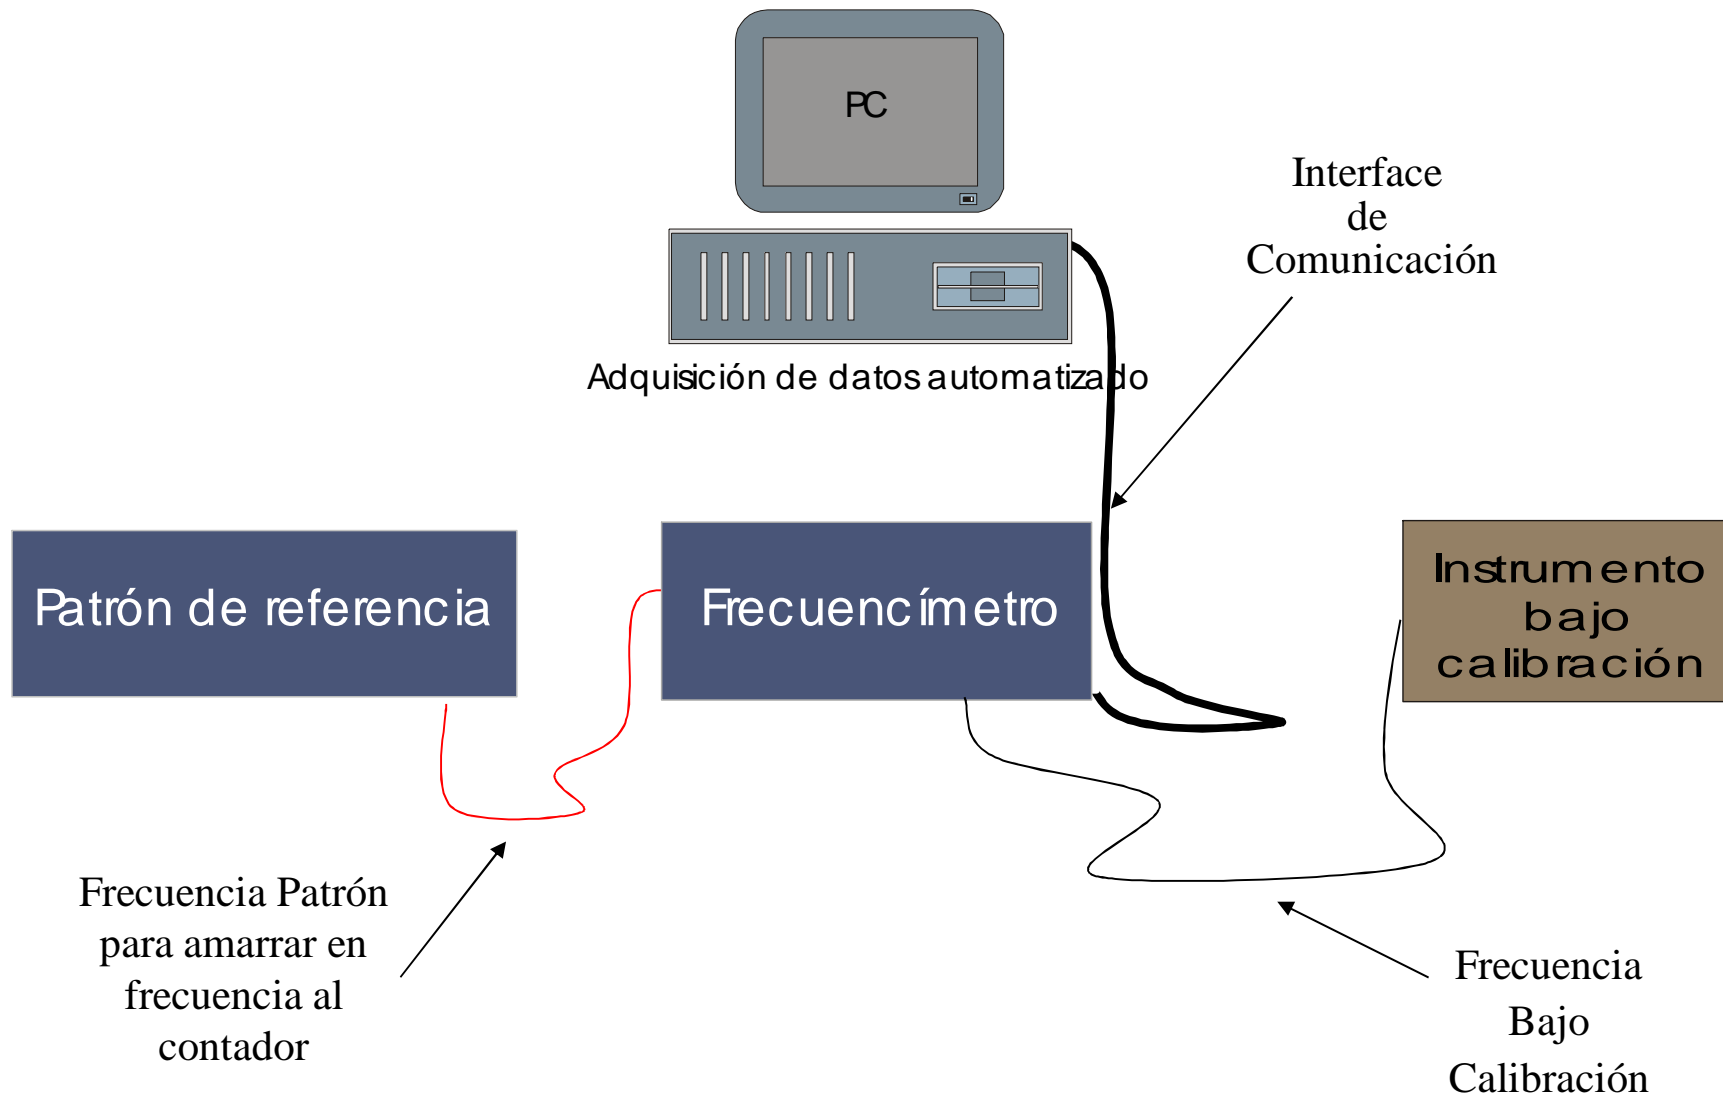 PC
Interface
de
Comunicación
Adquisición de datos automatizado
Patrón de referencia
Frecuencímetro
Instrumento
bajo
calibración
Frecuencia Patrón
para amarrar en
frecuencia al
contador
Frecuencia
Bajo
Calibración